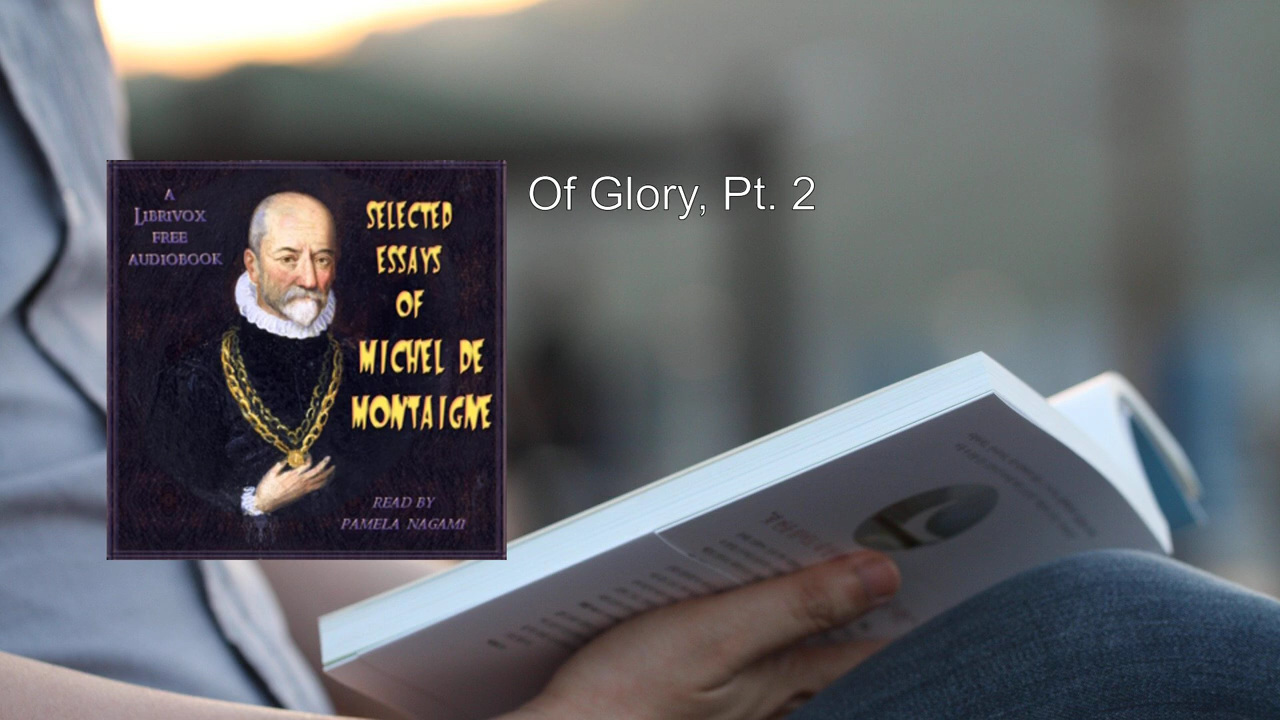 A
LIBRIVOX
FREE
AUDIOBOOK
SELECTED
ESSAYS
OF
MICHEL DE
MONTAIGNE
READ BY
PAMELA NAGAMI
Of Glory, Pt. 2